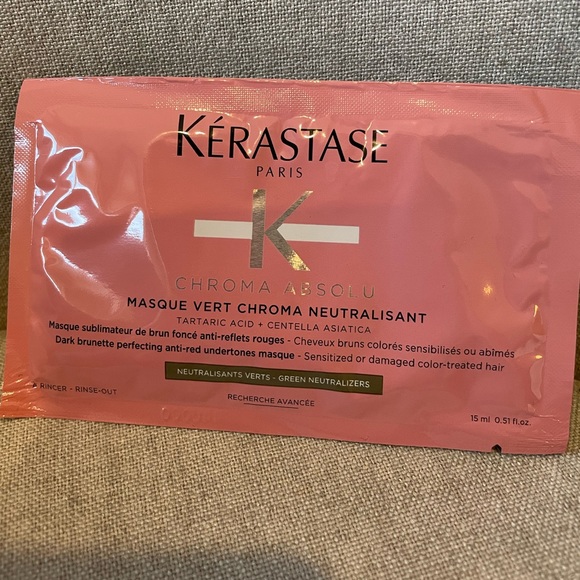 KÉRASTASE
PARIS
K
CHROMA ABSOLU
MASQUE VERT CHROMA NEUTRALISANT
TARTARIC ACID + CENTELLA ASIATICA
Masque sublimateur de brun foncé anti-reflets rouges - Cheveux bruns colorés sensibilisés ou abîmés
Dark brunette perfecting anti-red undertones masque - Sensitized or damaged color-treated hair
NEUTRALISANTS VERTS - GREEN NEUTRALIZERS
À RINCER - RINSE-OUT
RECHERCHE AVANCÉE
15 ml 0.51 fl.oz.